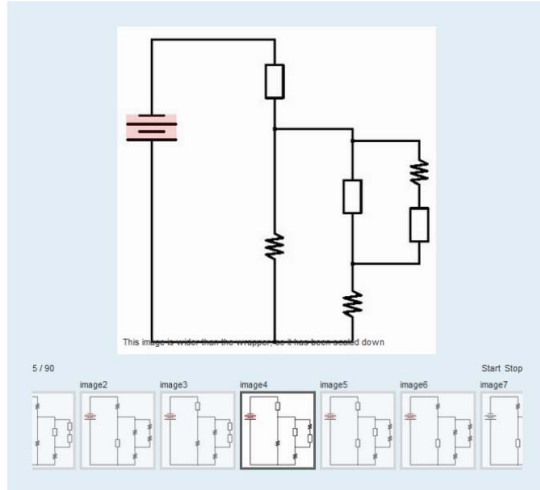 This image is wider than the wrapper, so it has been scaled down
5 / 90
Start Stop
image2
image3
image4
image5
image6
image7